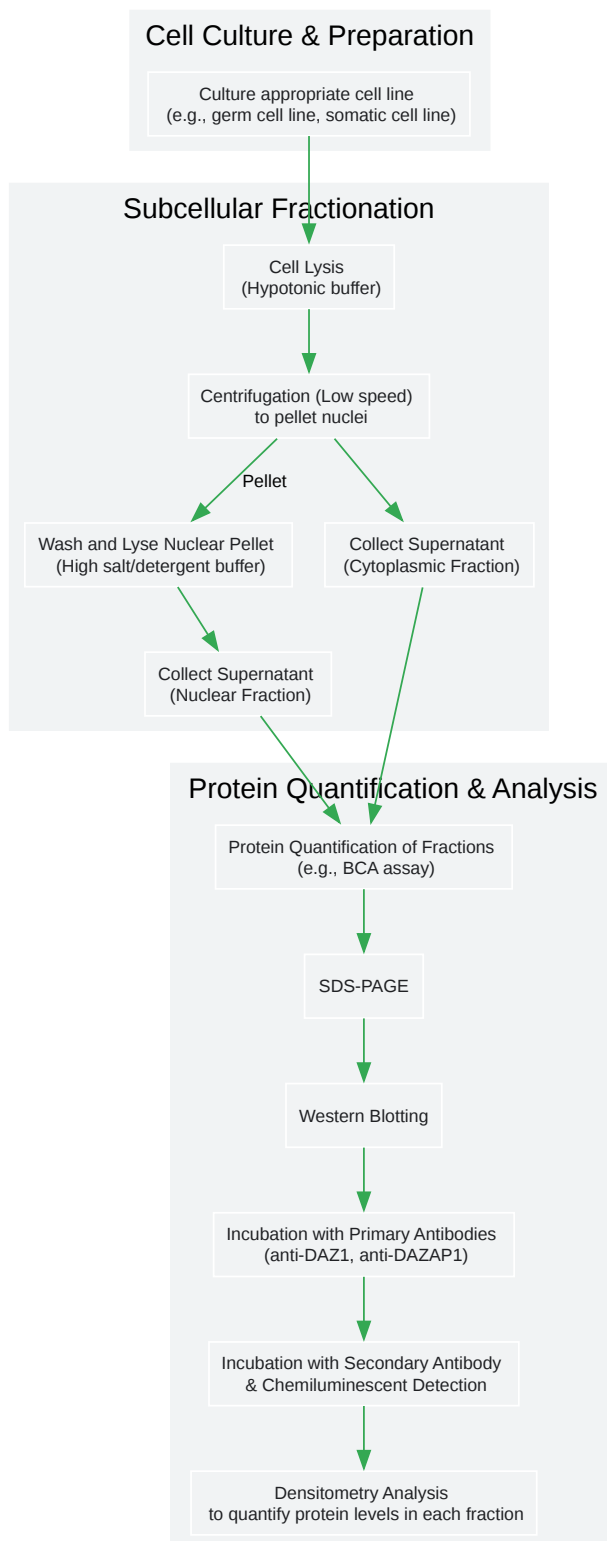 Cell Culture & Preparation
Culture appropriate cell line
(e.g., germ cell line, somatic cell line)
Subcellular Fractionation
Cell Lysis
(Hypotonic buffer)
Centrifugation (Low speed)
to pellet nuclei
Pellet
Wash and Lyse Nuclear Pellet
(High salt/detergent buffer)
Collect Supernatant
(Cytoplasmic Fraction)
Collect Supernatant
(Nuclear Fraction)
Protein Quantification & Analysis
Protein Quantification of Fractions
(e.g., BCA assay)
SDS-PAGE
Western Blotting
Incubation with Primary Antibodies
(anti-DAZ1, anti-DAZAP1)
Incubation with Secondary Antibody
& Chemiluminescent Detection
Densitometry Analysis
to quantify protein levels in each fraction